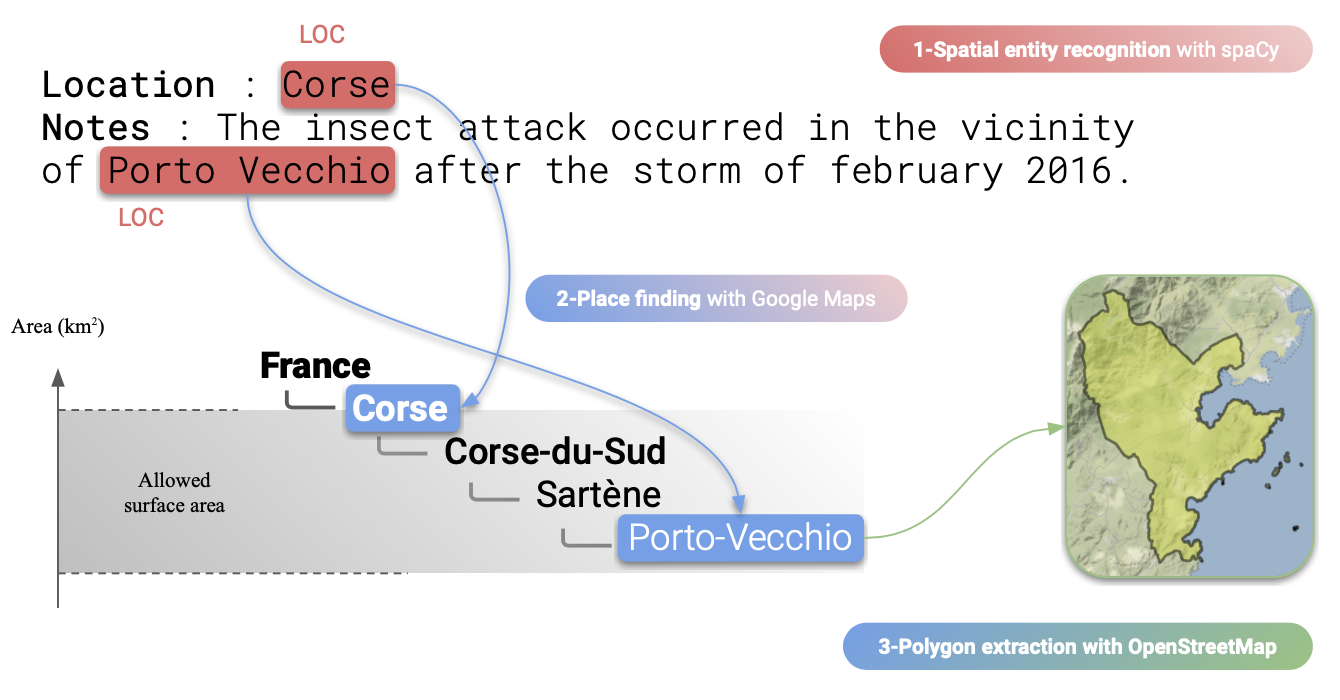 LOC
1-Spatial entity recognition with spaCy
Location : Corse
Notes : The insect attack occurred in the vicinity
of Porto Vecchio after the storm of february 2016.
LOC
2-Place finding with Google Maps
Area (km²)
France
Corse
Corse-du-Sud
Allowed
surface area
Sartène
Porto-Vecchio
3-Polygon extraction with OpenStreetMap